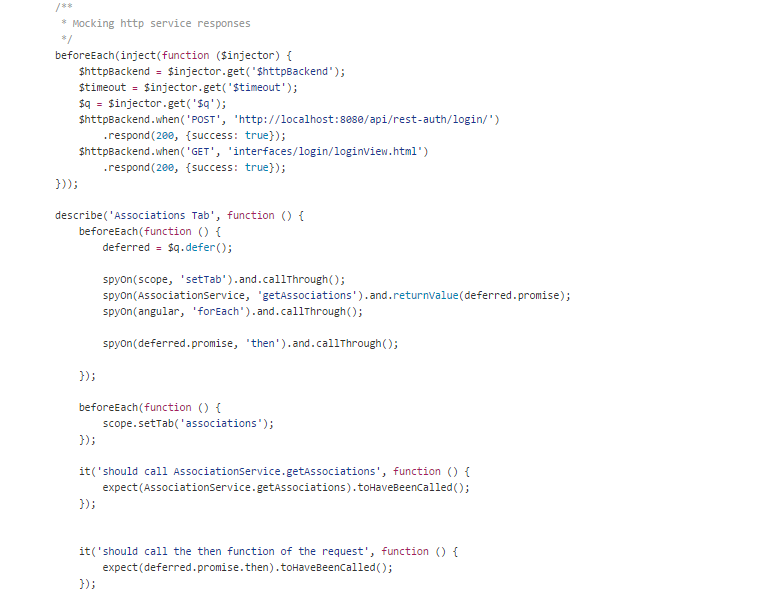 /**
 * Mocking http service responses
 */
beforeEach(inject(function ($injector) {
    $httpBackend = $injector.get('$httpBackend');
    $timeout = $injector.get('$timeout');
    $q = $injector.get('$q');
    $httpBackend.when('POST', 'http://localhost:8080/api/rest-auth/login/')
        .respond(200, {success: true});
    $httpBackend.when('GET', 'interfaces/login/loginView.html')
        .respond(200, {success: true});
}));

describe('Associations Tab', function () {
    beforeEach(function () {
        deferred = $q.defer();

        spyOn(scope, 'setTab').and.callThrough();
        spyOn(AssociationService, 'getAssociations').and.returnValue(deferred.promise);
        spyOn(angular, 'forEach').and.callThrough();

        spyOn(deferred.promise, 'then').and.callThrough();

    });

    beforeEach(function () {
        scope.setTab('associations');
    });

    it('should call AssociationService.getAssociations', function () {
        expect(AssociationService.getAssociations).toHaveBeenCalled();
    });


    it('should call the then function of the request', function () {
        expect(deferred.promise.then).toHaveBeenCalled();
    });